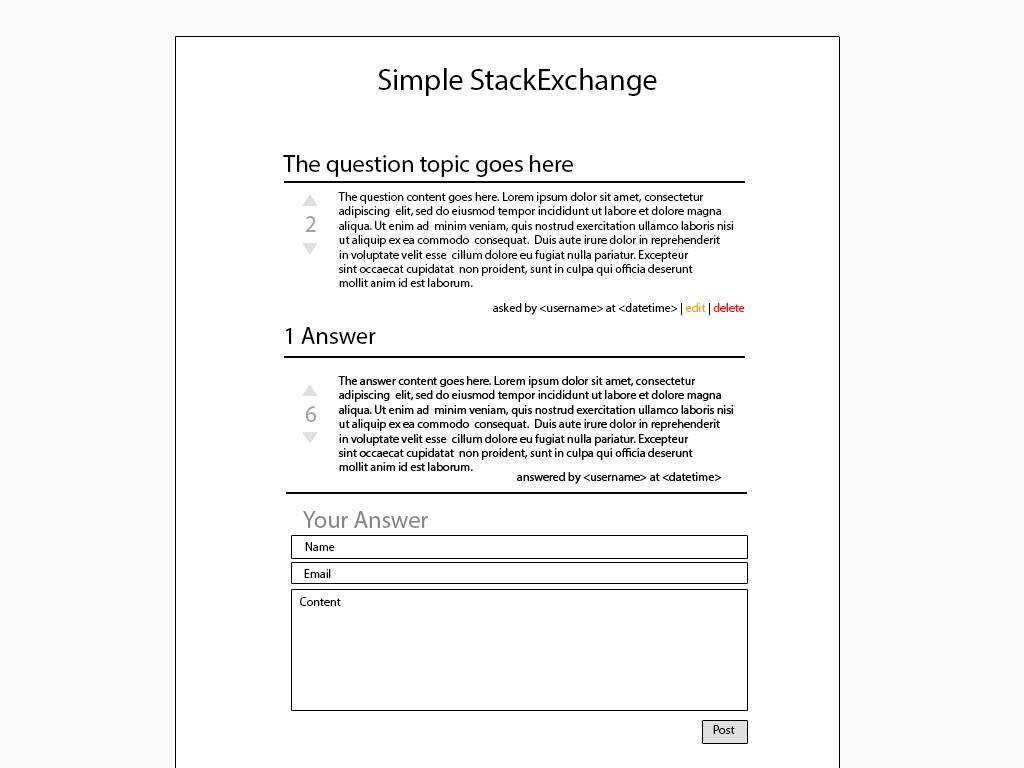 Simple StackExchange
The question topic goes here
The question content goes here. Lorem ipsum dolor sit amet, consectetur
adipiscing elit, sed do eiusmod tempor incididunt ut labore et dolore magna
2
aliqua. Ut enim ad minim veniam, quis nostrud exercitation ullamco laboris nisi
ut aliquip ex ea commodo consequat. Duis aute irure dolor in reprehenderit
in voluptate velit esse cillum dolore eu fugiat nulla pariatur. Excepteur
sint occaecat cupidatat non proident, sunt in culpa qui officia deserunt
mollit anim id est laborum.
asked by <username> at <datetime> | edit | delete
1 Answer
The answer content goes here. Lorem ipsum dolor sit amet, consectetur
adipiscing elit, sed do eiusmod tempor incididunt ut labore et dolore magna
6
aliqua. Ut enim ad minim veniam, quis nostrud exercitation ullamco laboris nisi
ut aliquip ex ea commodo consequat. Duis aute irure dolor in reprehenderit
in voluptate velit esse cillum dolore eu fugiat nulla pariatur. Excepteur
sint occaecat cupidatat non proident, sunt in culpa qui officia deserunt
mollit anim id est laborum.
answered by <username> at <datetime>
Your Answer
Name
Email
Content
Post